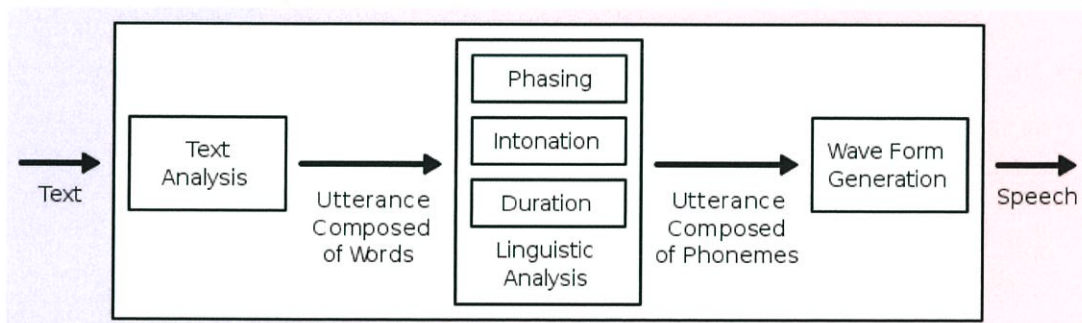 Text
Text
Analysis
Utterance
Composed
of Words
Phasing
Intonation
Duration
Linguistic
Analysis
Utterance
Composed
of Phonemes
Wave Form
Generation
Speech